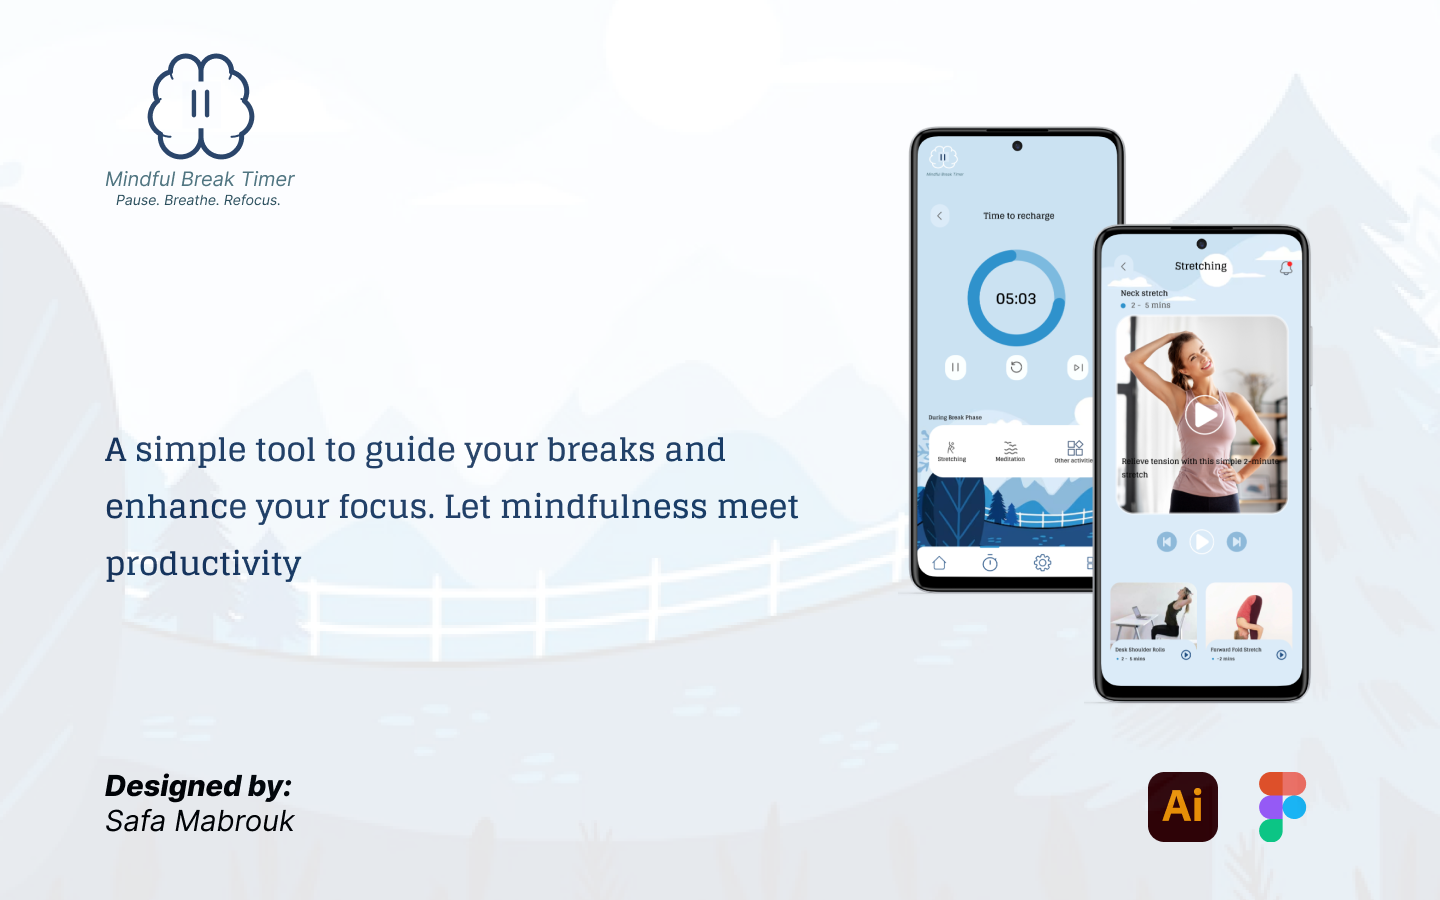 Mindful Break Timer
Pause. Breathe. Refocus.
A simple tool to guide your breaks and
enhance your focus. Let mindfulness meet
productivity
Designed by:
Safa Mabrouk
Mindful Break Timer
Time to recharge
05:03
During Break Phase
Stretching
Meditation
Other activitie
Stretching
Neck stretch
2 - 5 mins
Relieve tension with this simple 2-minute
stretch
Desk Shoulder Rolls
2 - 5 mins
Forward Fold Stretch
~2 mins
Ai